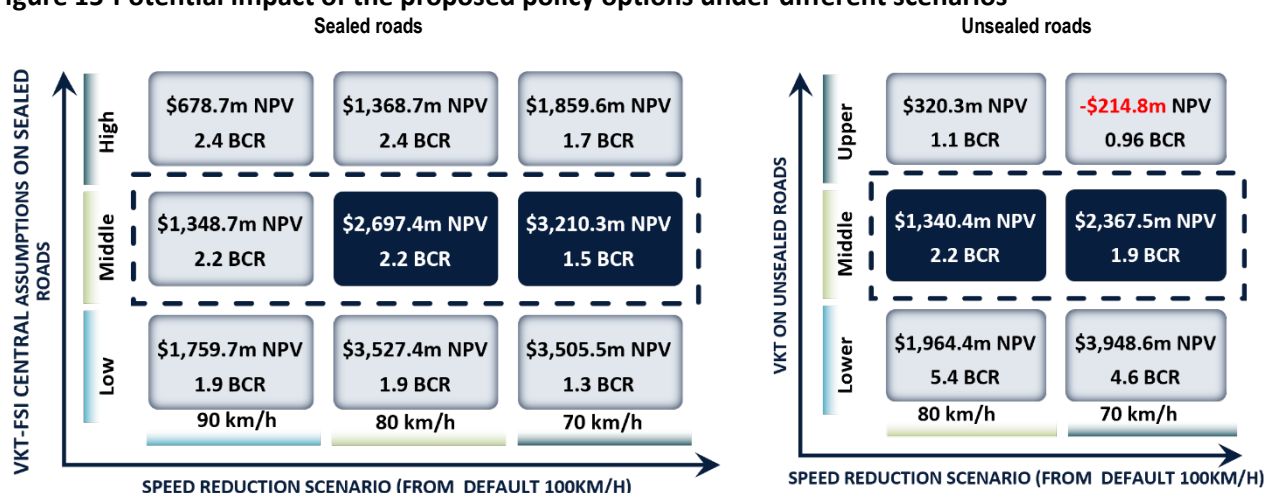 Figure 13 Potential impact of the proposed policy options under different scenarios
Sealed roads
VKT-FSI CENTRAL ASSUMPTIONS ON SEALED
ROADS
High
$678.7m NPV
2.4 BCR
$1,368.7m NPV
2.4 BCR
$1,859.6m NPV
1.7 BCR
Middle
$1,348.7m NPV
2.2 BCR
$2,697.4m NPV
2.2 BCR
$3,210.3m NPV
1.5 BCR
Low
$1,759.7m NPV
1.9 BCR
$3,527.4m NPV
1.9 BCR
$3,505.5m NPV
1.3 BCR
90 km/h
80 km/h
70 km/h
SPEED REDUCTION SCENARIO (FROM DEFAULT 100KM/H)
Unsealed roads
VKT ON UNSEALED ROADS
Upper
$320.3m NPV
1.1 BCR
-$214.8m NPV
0.96 BCR
Middle
$1,340.4m NPV
2.2 BCR
$2,367.5m NPV
1.9 BCR
Lower
$1,964.4m NPV
5.4 BCR
$3,948.6m NPV
4.6 BCR
80 km/h
70 km/h
SPEED REDUCTION SCENARIO (FROM DEFAULT 100KM/H)